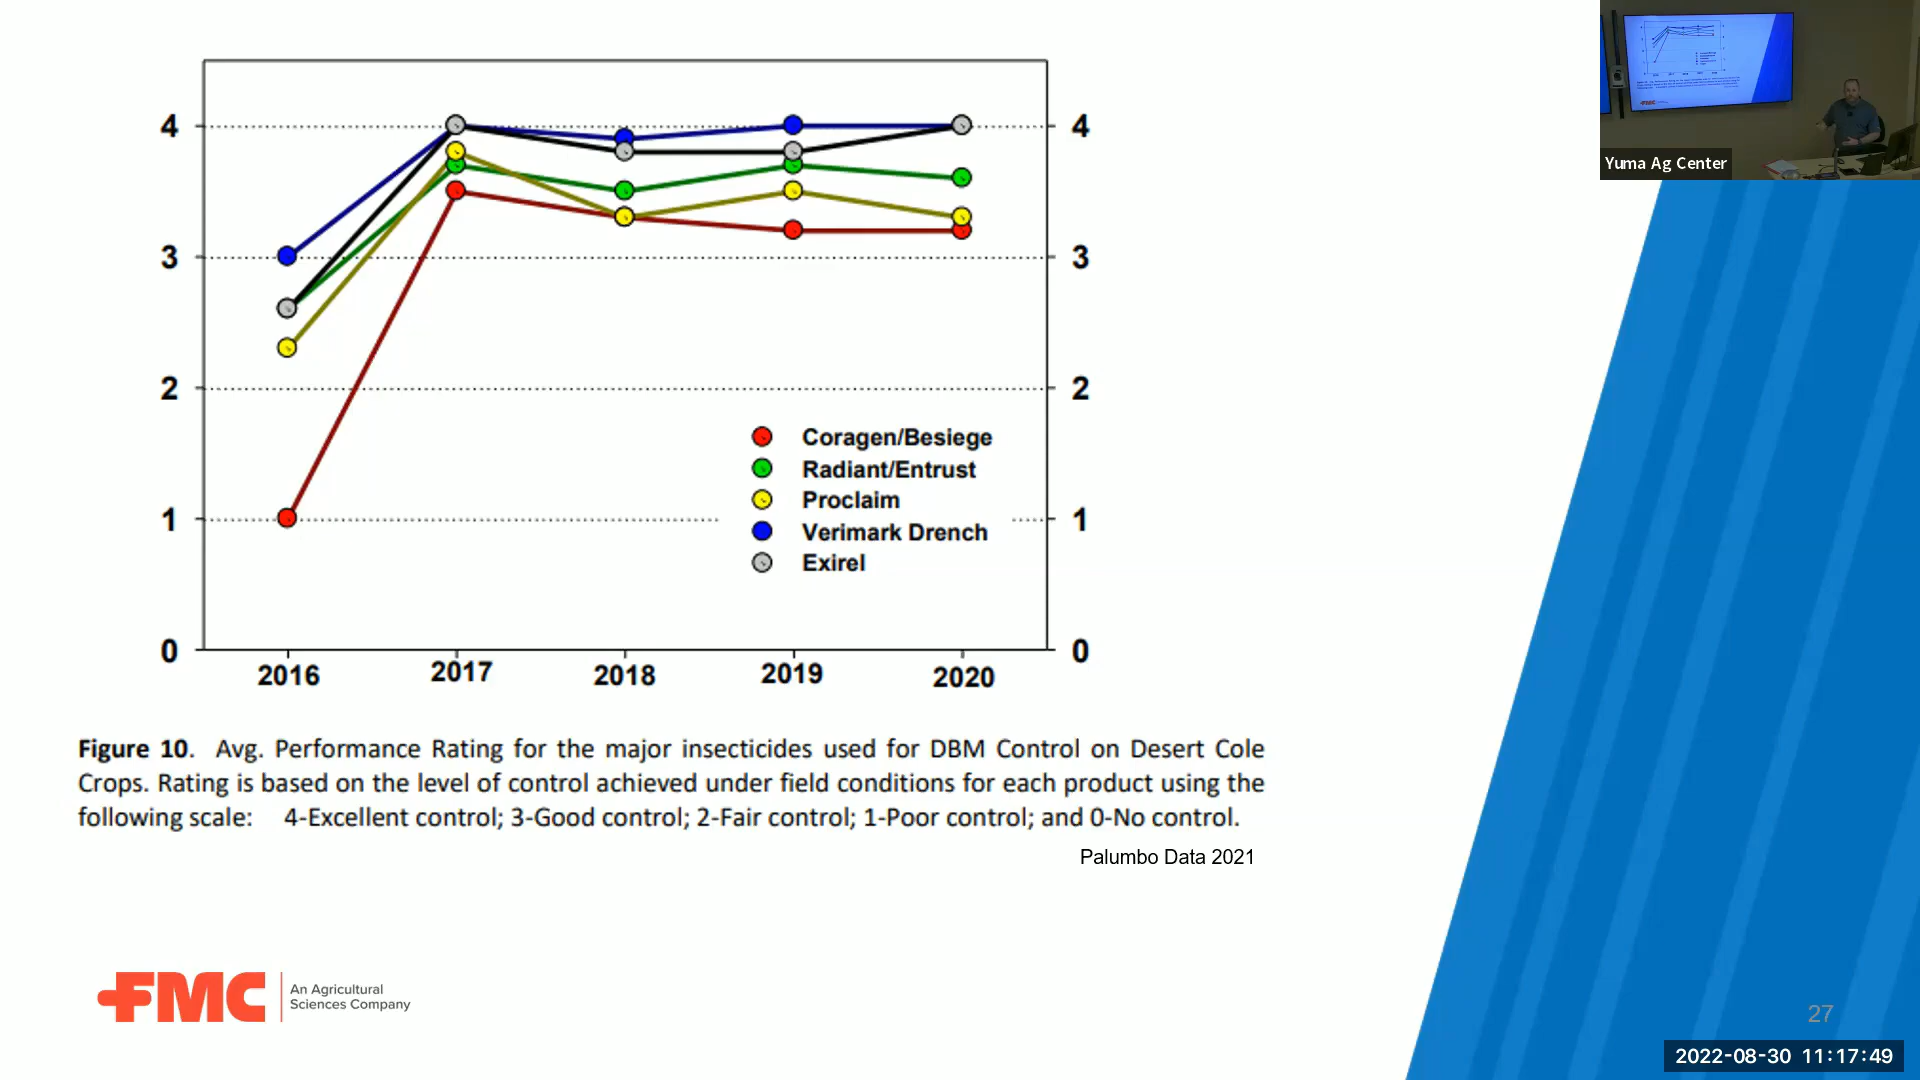 4
4
3
3
2
2
Coragen/Besiege
Radiant/Entrust
Proclaim
1
Verimark Drench
1
Exirel
0
0
2016
2017
2018
2019
2020
Figure 10. Avg. Performance Rating for the major insecticides used for DBM Control on Desert Cole
Crops. Rating is based on the level of control achieved under field conditions for each product using the
following scale: 4-Excellent control; 3-Good control; 2-Fair control; 1-Poor control; and 0-No control.
Palumbo Data 2021
FMC
An Agricultural
Sciences Company
Yuma Ag Center
FMC
27
2022-08-30 11:17:49